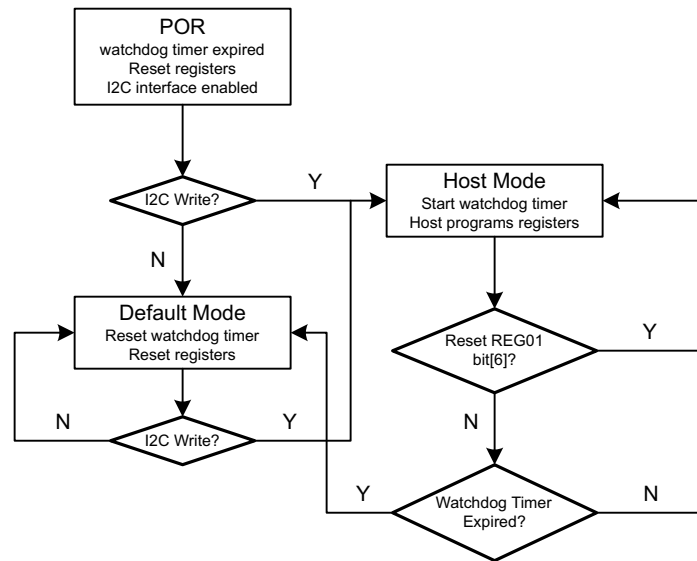 POR
watchdog timer expired
Reset registers
I2C interface enabled
I2C Write?
Y
N
Host Mode
Start watchdog timer
Host programs registers
Default Mode
Reset watchdog timer
Reset registers
I2C Write?
N
Y
Reset REG01
bit[6]?
Y
N
Watchdog Timer
Expired?
Y
N